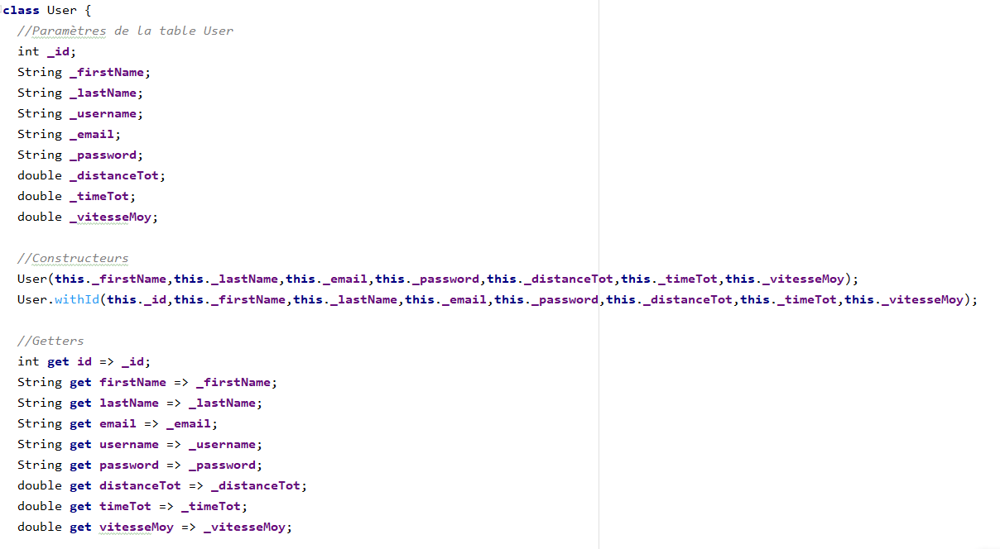 class User {
//Paramètres de la table User
int _id;
String _firstName;
String _lastName;
String _username;
String _email;
String _password;
double _distanceTot;
double _timeTot;
double _vitesseMoy;
//Constructeurs
User(this._firstName,this._lastName,this._email,this._password,this._distanceTot,this._timeTot,this._vitesseMoy);
User.withId(this._id,this._firstName,this._lastName,this._email,this._password,this._distanceTot,this._timeTot,this._vitesseMoy);
//Getters
int get id => _id;
String get firstName => _firstName;
String get lastName => _lastName;
String get email => _email;
String get username => _username;
String get password => _password;
double get distanceTot => _distanceTot;
double get timeTot => _timeTot;
double get vitesseMoy => _vitesseMoy;